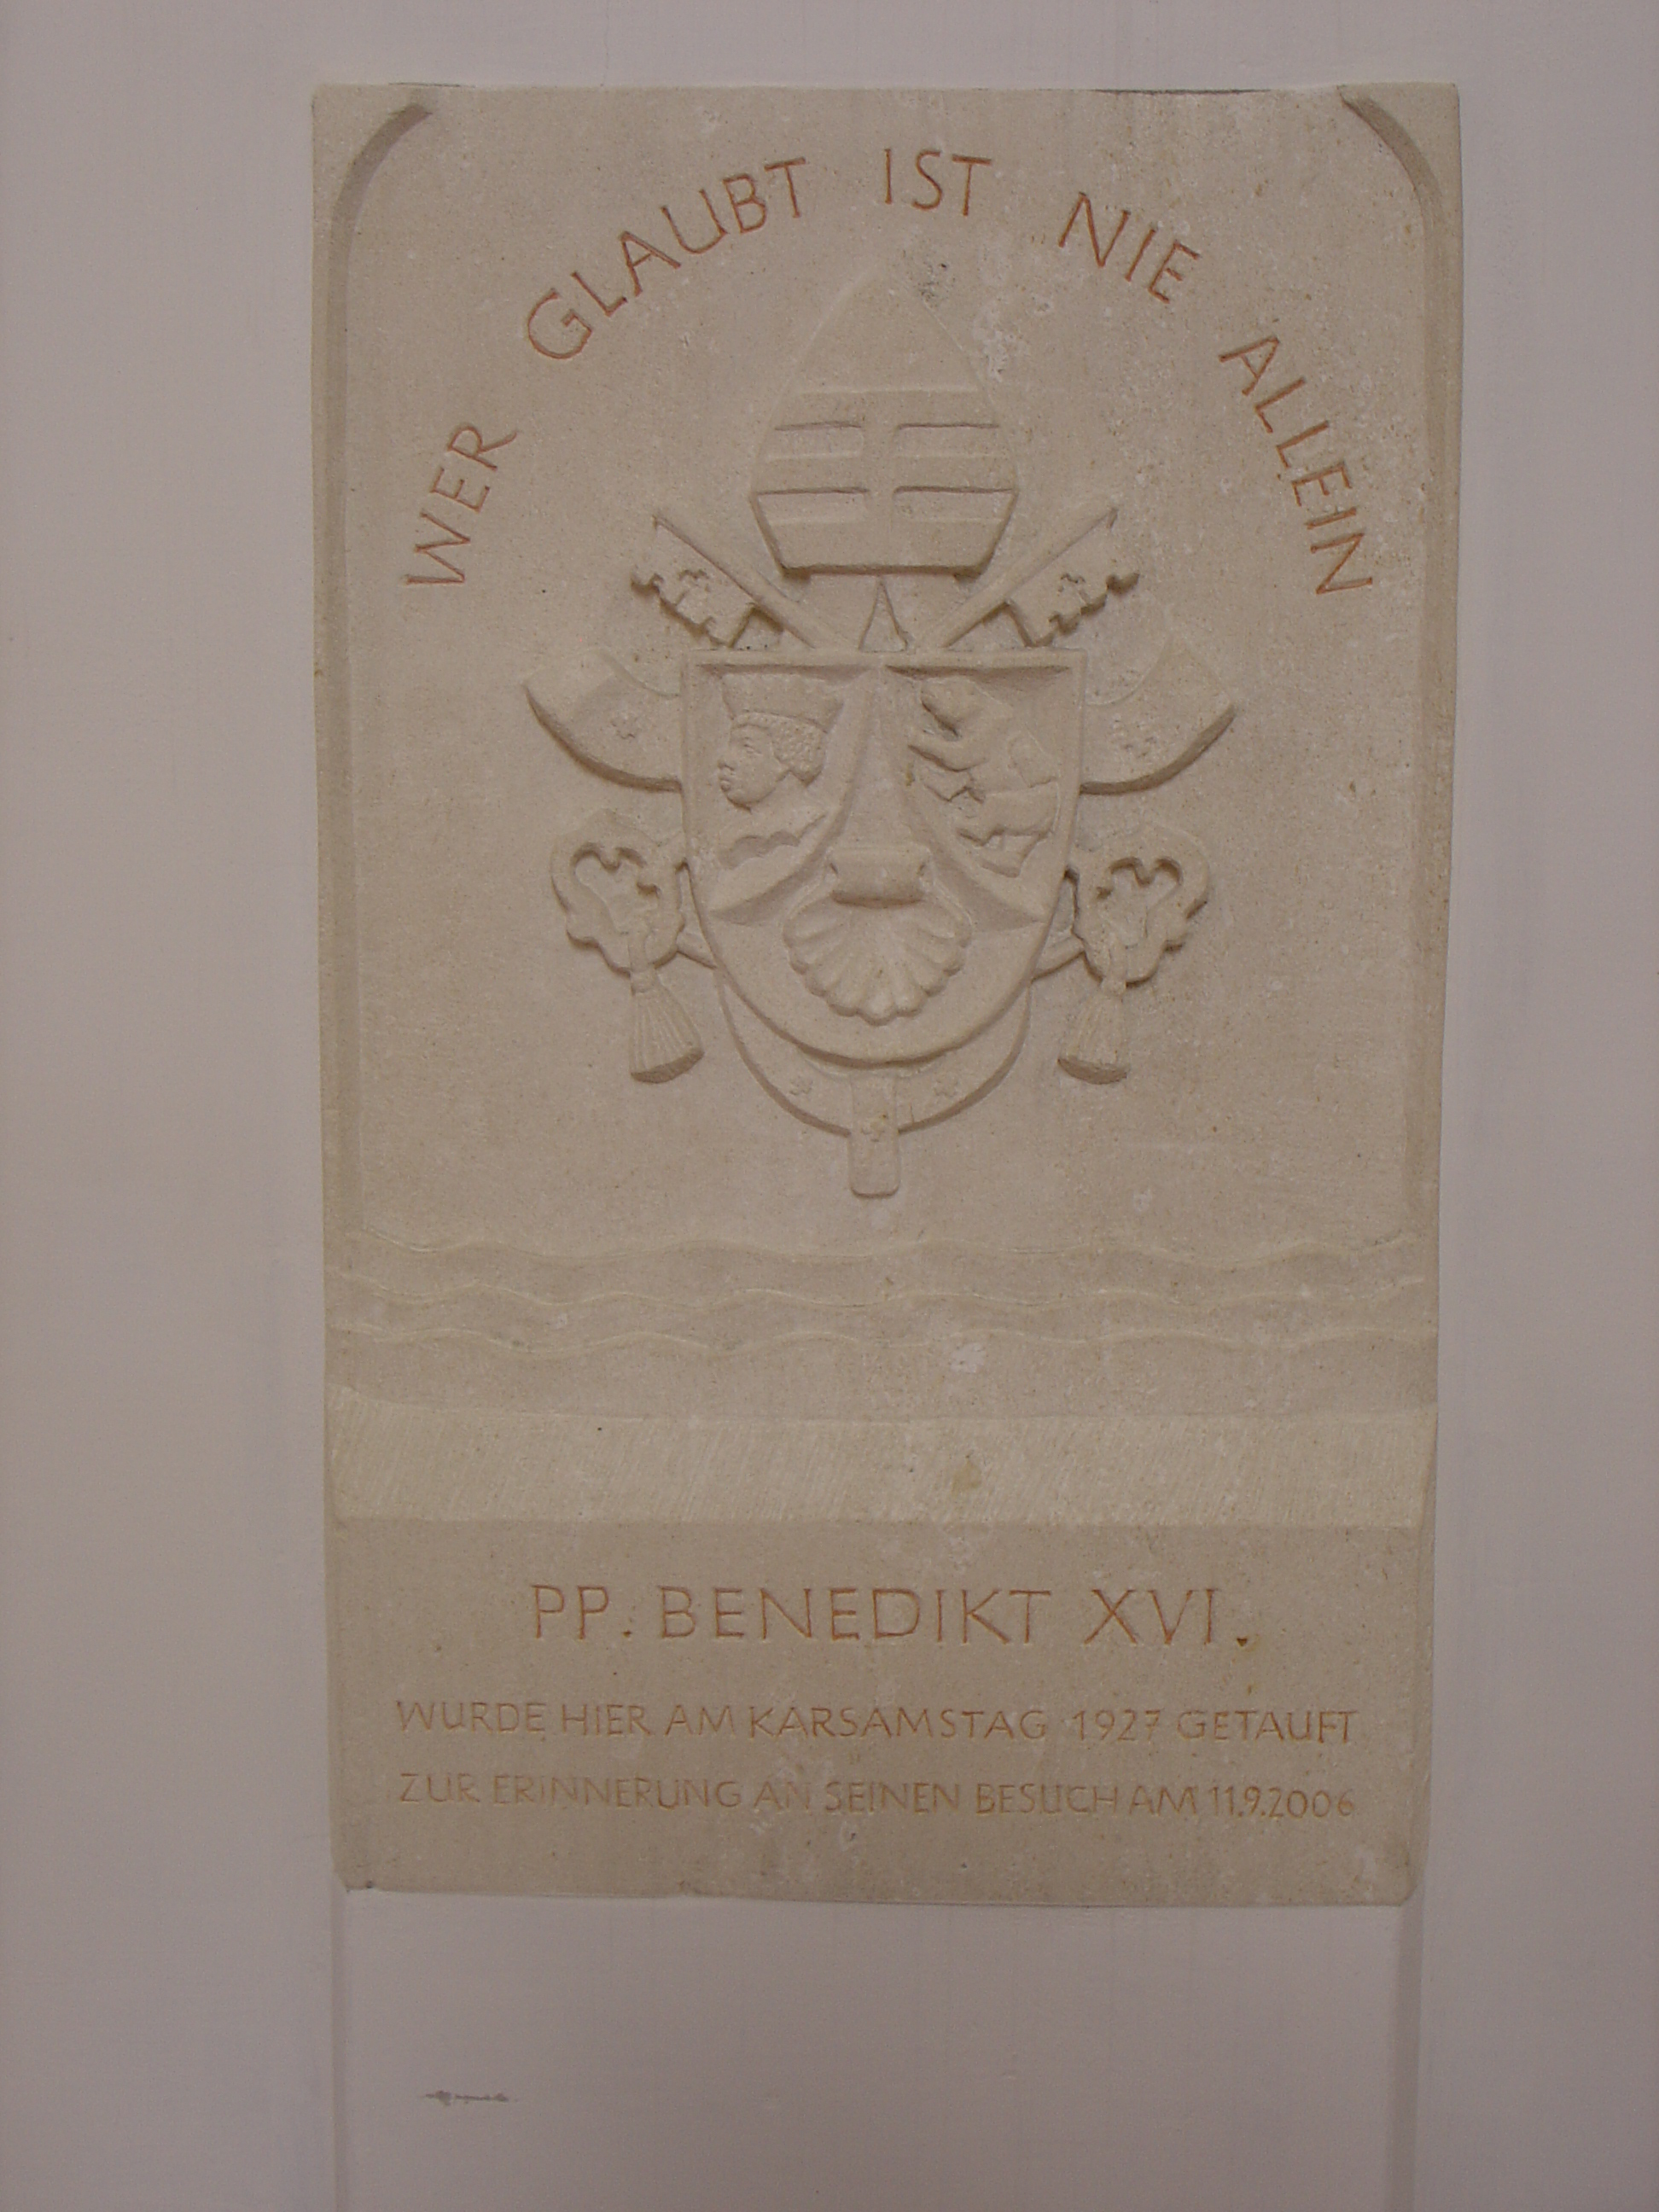 WER GLAUBT IST NIE ALLEIN
PP. BENEDIKT XVI.
WURDE HIER AM KARSAMSTAG 1927 GETAUFT
ZUR ERINNERUNG AN SEINEN BESUCH AM 11.9.2006